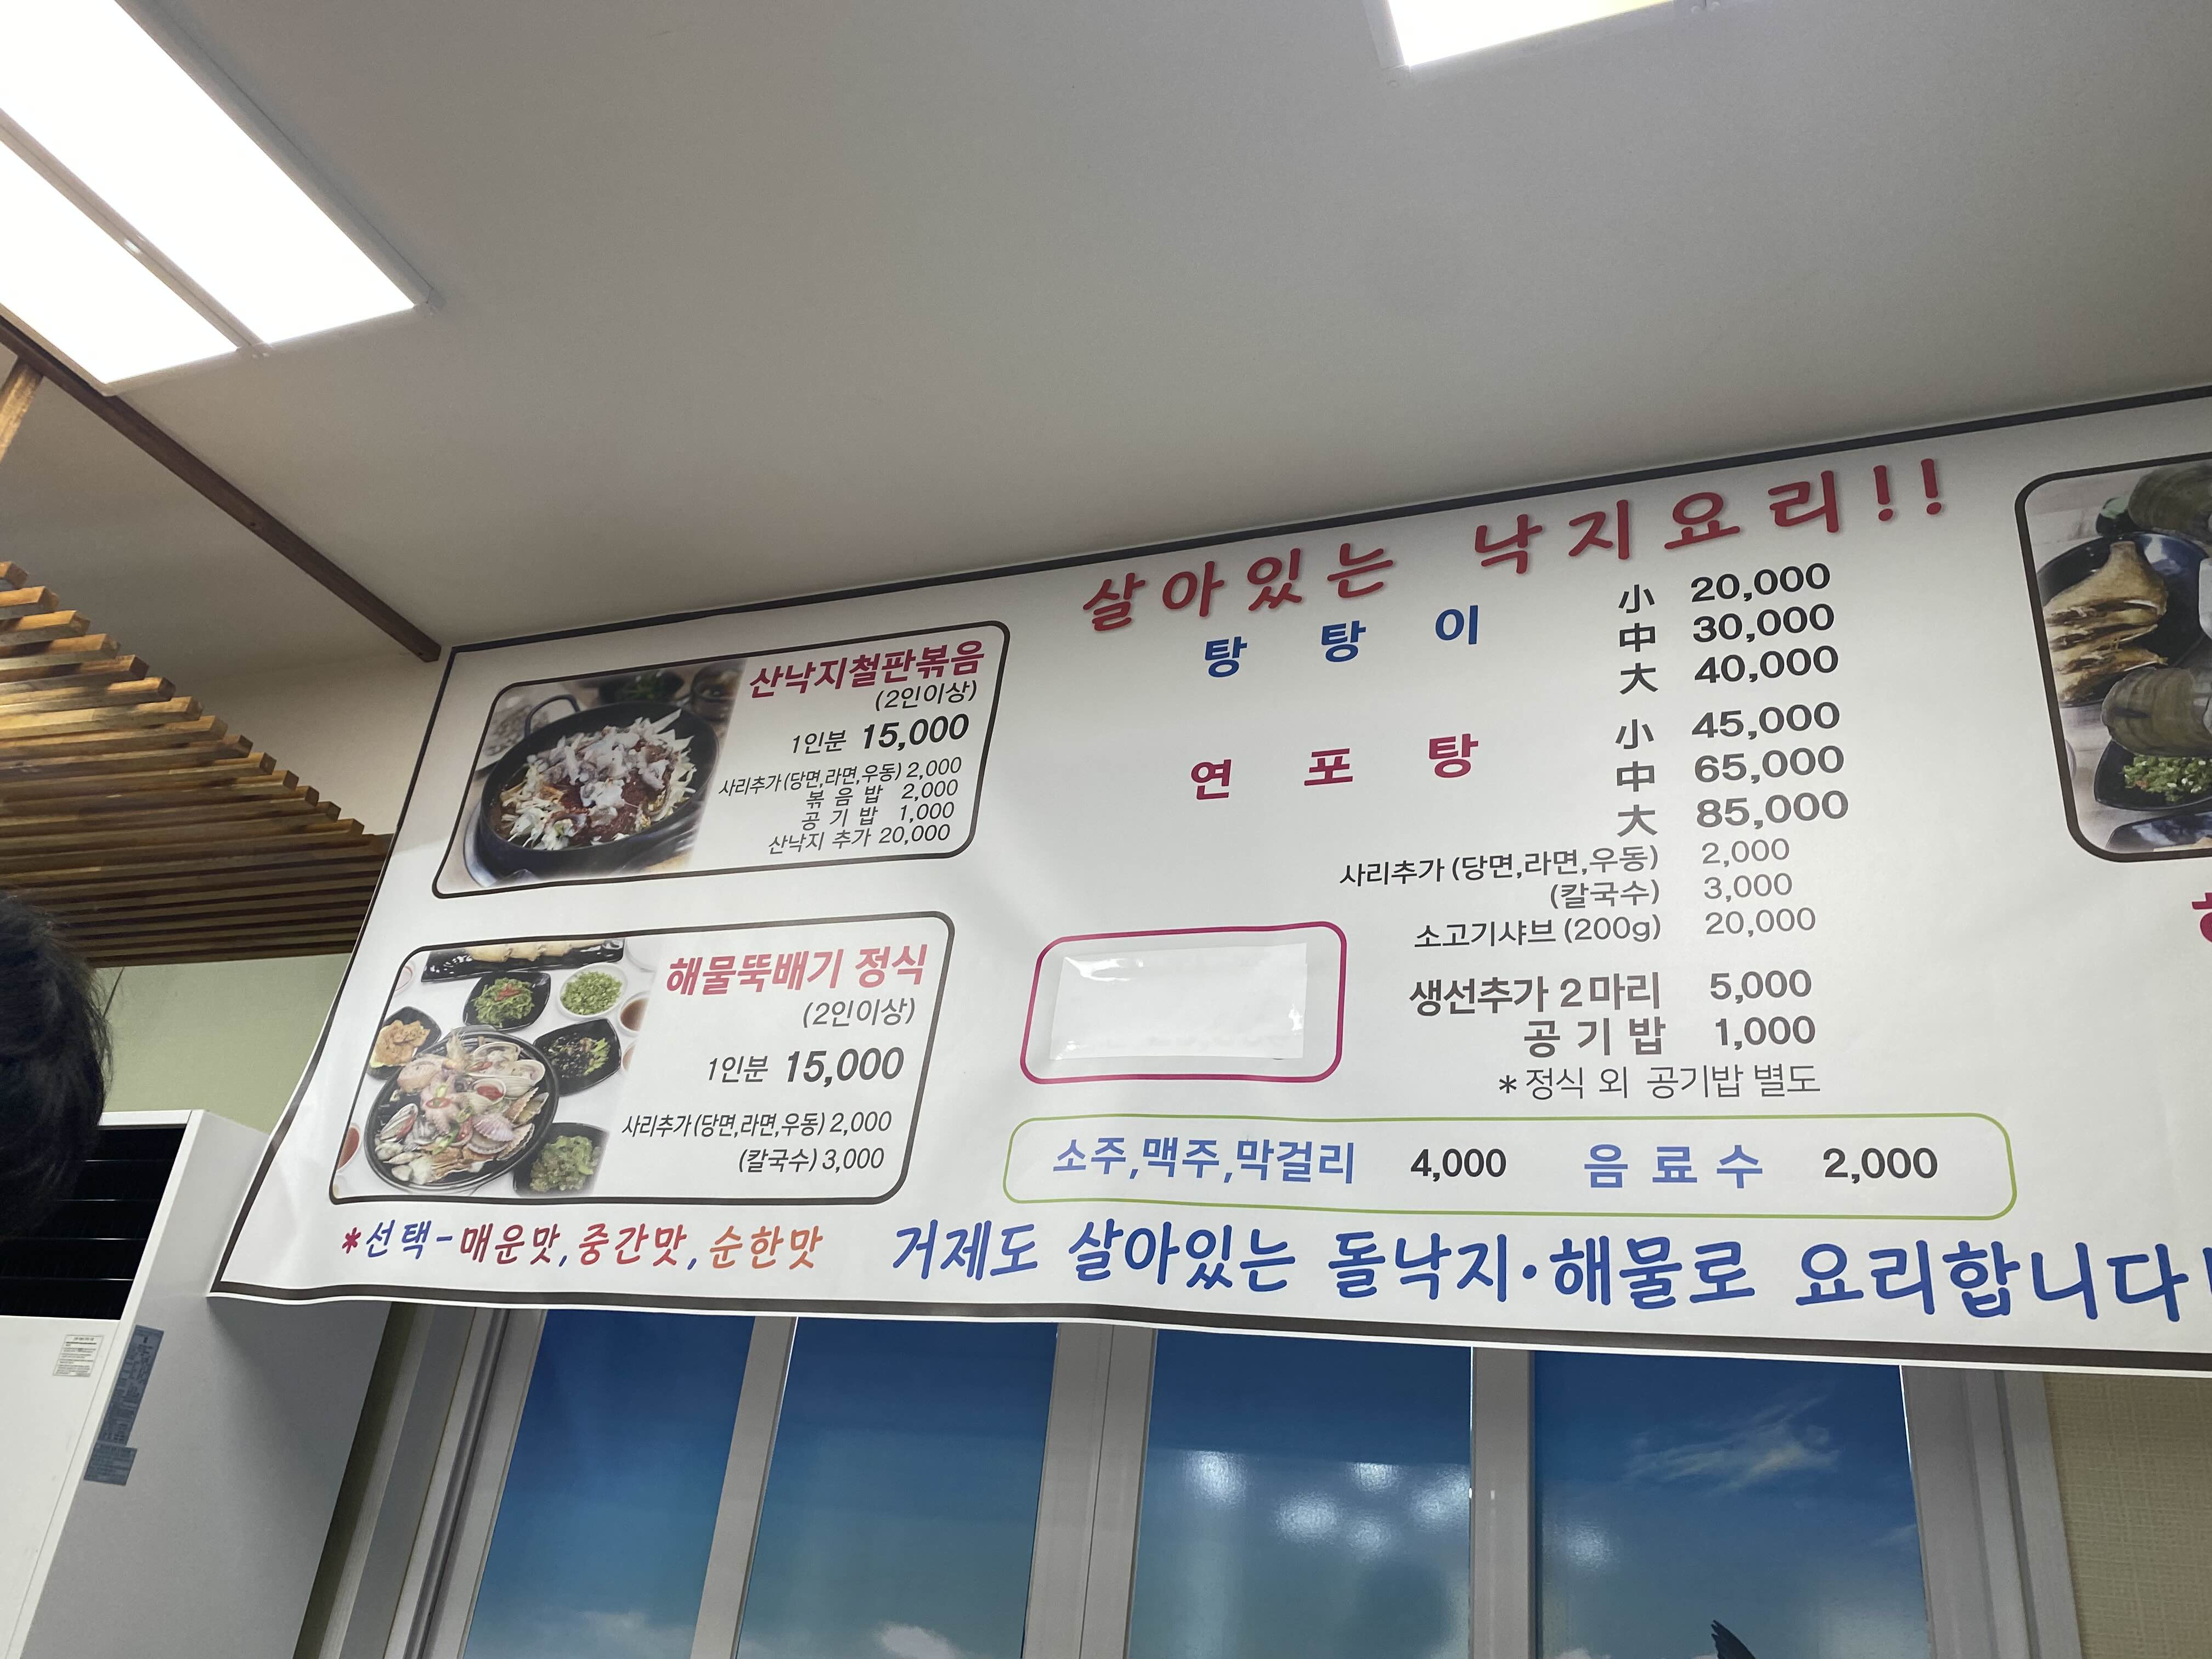 살아있는 낙지요리!!
산낙지철판볶음
(2인이상)
1인분 15,000
사리추가(당면,라면,우동) 2,000
볶음밥 2,000
공기밥 1,000
산낙지 추가 20,000
해물뚝배기 정식
(2인이상)
1인분 15,000
사리추가(당면,라면,우동) 2,000
(칼국수) 3,000
*선택-매운맛,중간맛,순한맛
탕탕이 小 20,000
中 30,000
大 40,000
연포탕 小 45,000
中 65,000
大 85,000
사리추가(당면,라면,우동) 2,000
(칼국수) 3,000
소고기샤브(200g) 20,000
생선추가 2마리 5,000
공기밥 1,000
*정식 외 공기밥 별도
소주,맥주,막걸리 4,000 음료수 2,000
거제도 살아있는 돌낙지·해물로 요리합니다!